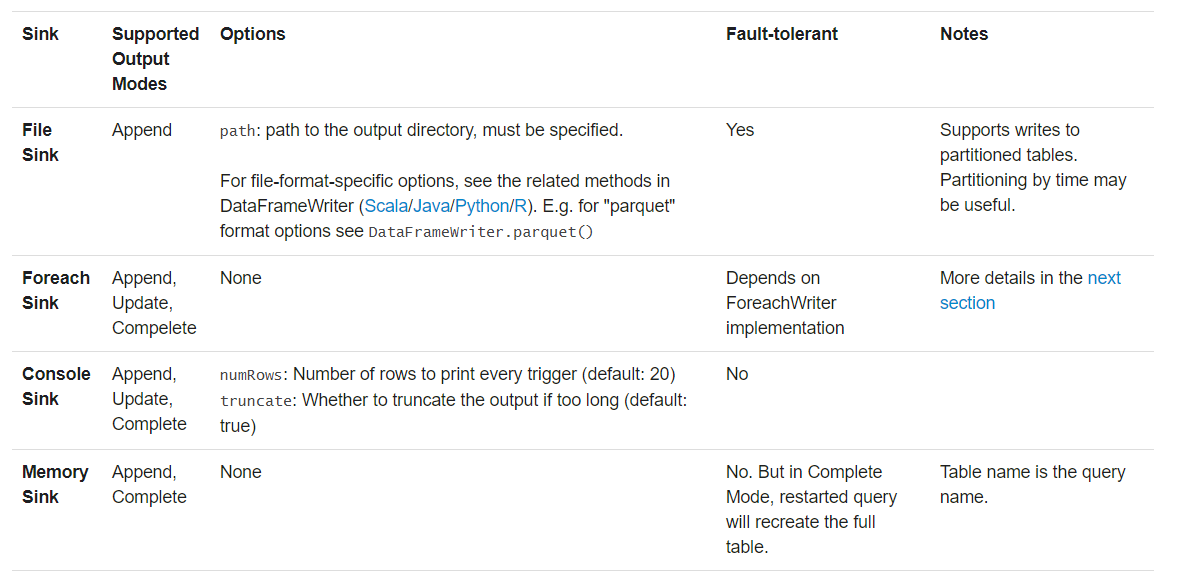 Sink Supported Options Fault-tolerant Notes
Output
Modes
File Append path: path to the output directory, must be specified. Yes Supports writes to
Sink partitioned tables.
For file-format-specific options, see the related methods in Partitioning by time may
DataFrameWriter (Scala/Java/Python/R). E.g. for "parquet" be useful.
format options see DataFrameWriter.parquet()
Foreach Append, None Depends on More details in the next
Sink Update, ForeachWriter section
Compelete implementation
Console Append, numRows: Number of rows to print every trigger (default: 20) No
Sink Update, truncate: Whether to truncate the output if too long (default:
Complete true)
Memory Append, None No. But in Complete Table name is the query
Sink Complete Mode, restarted query name.
will recreate the full
table.